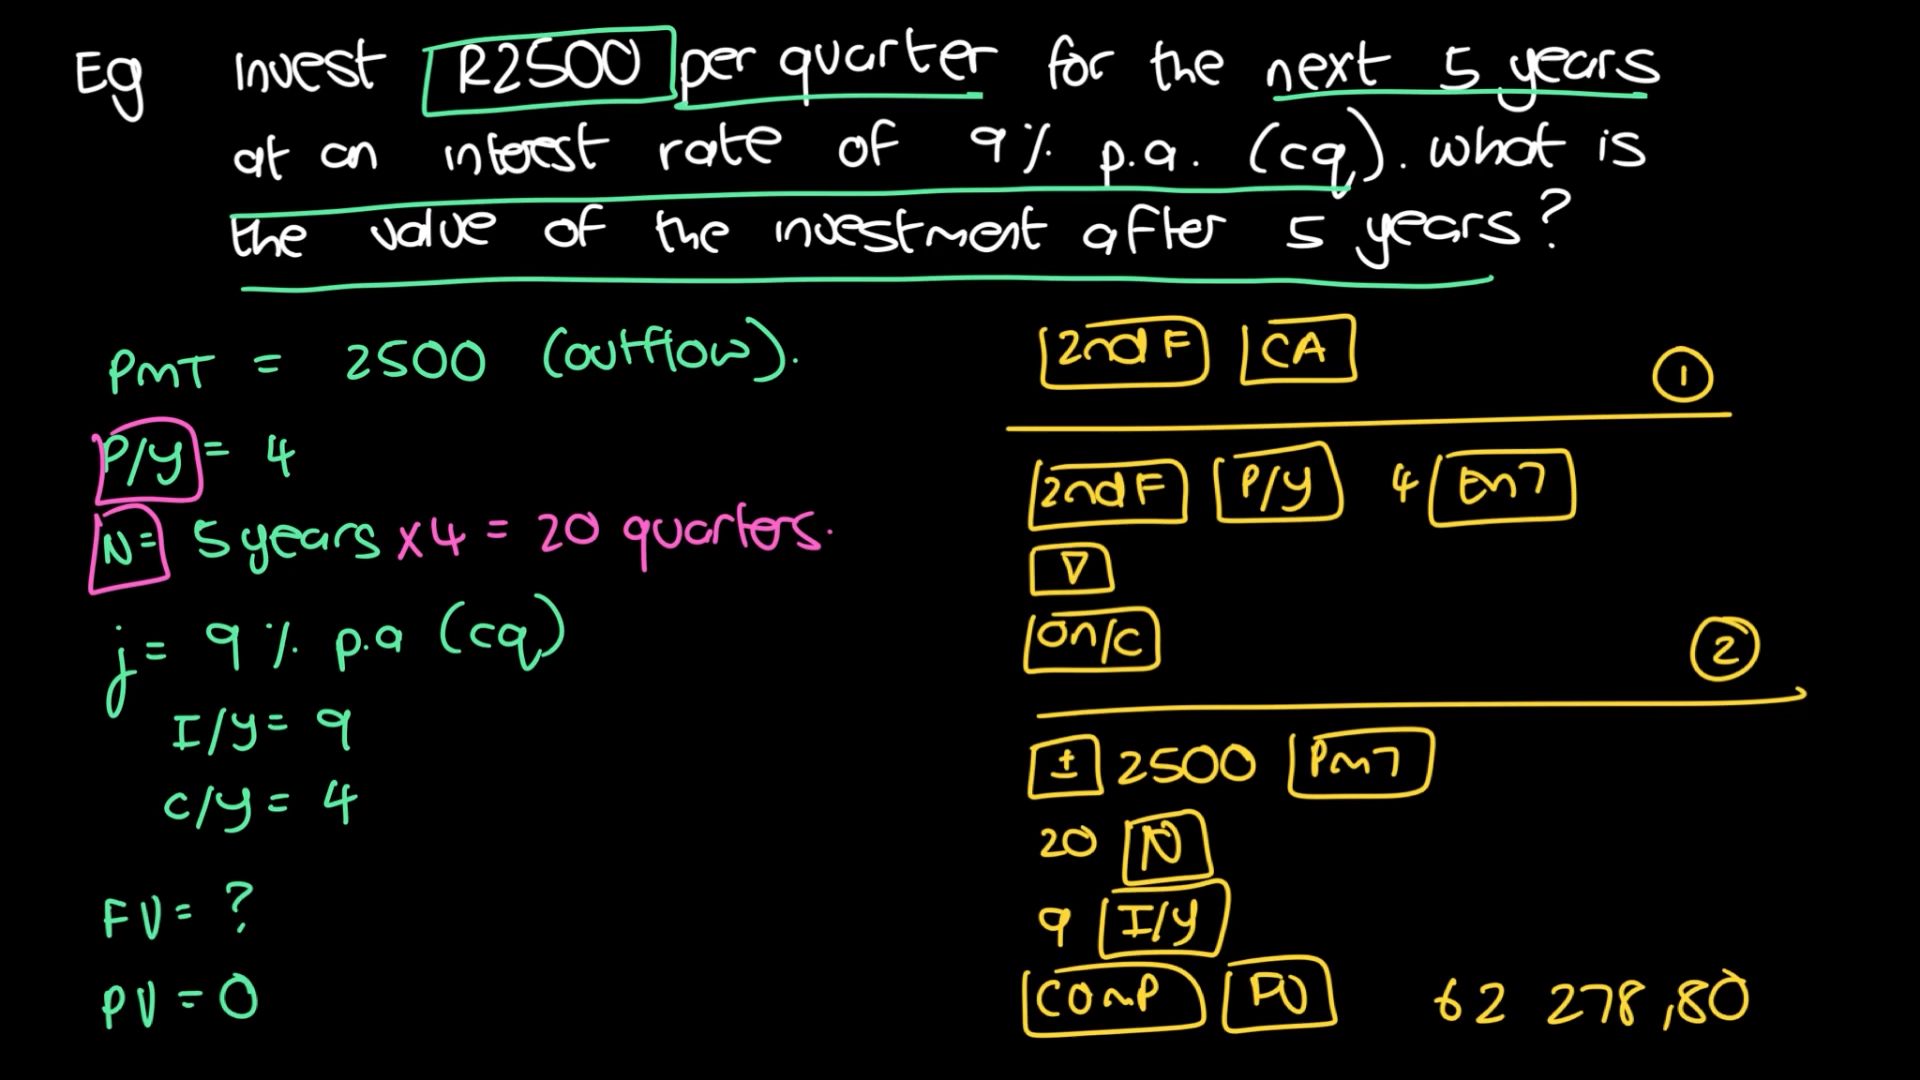 Eg Invest R2500 per quarter for the next 5 years
at an interest rate of 9% p.a. (cq). what is
the value of the investment after 5 years?
PMT = 2500 (outflow).
P/Y = 4
N = 5 years x4 = 20 quarters.
j = 9% p.a (cq)
I/Y = 9
C/Y = 4
FV = ?
PV = 0
2ndF CA
1
2ndF P/Y 4 ENT
▽
ON/C
2
± 2500 PMT
20 N
9 I/Y
COMP FV 62 278,80